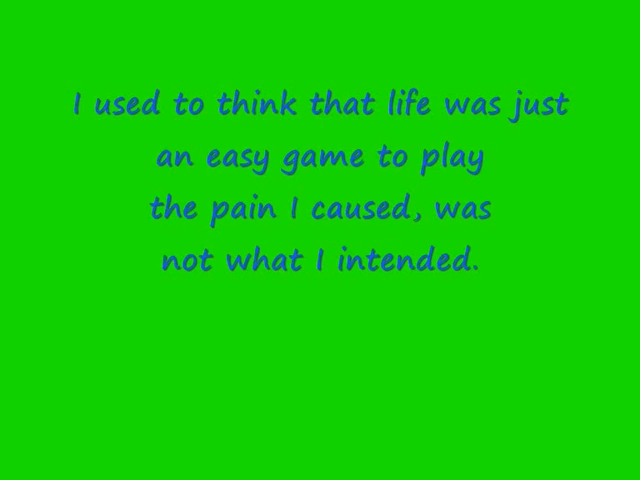 I used to think that life was just
an easy game to play
the pain I caused, was
not what I intended.